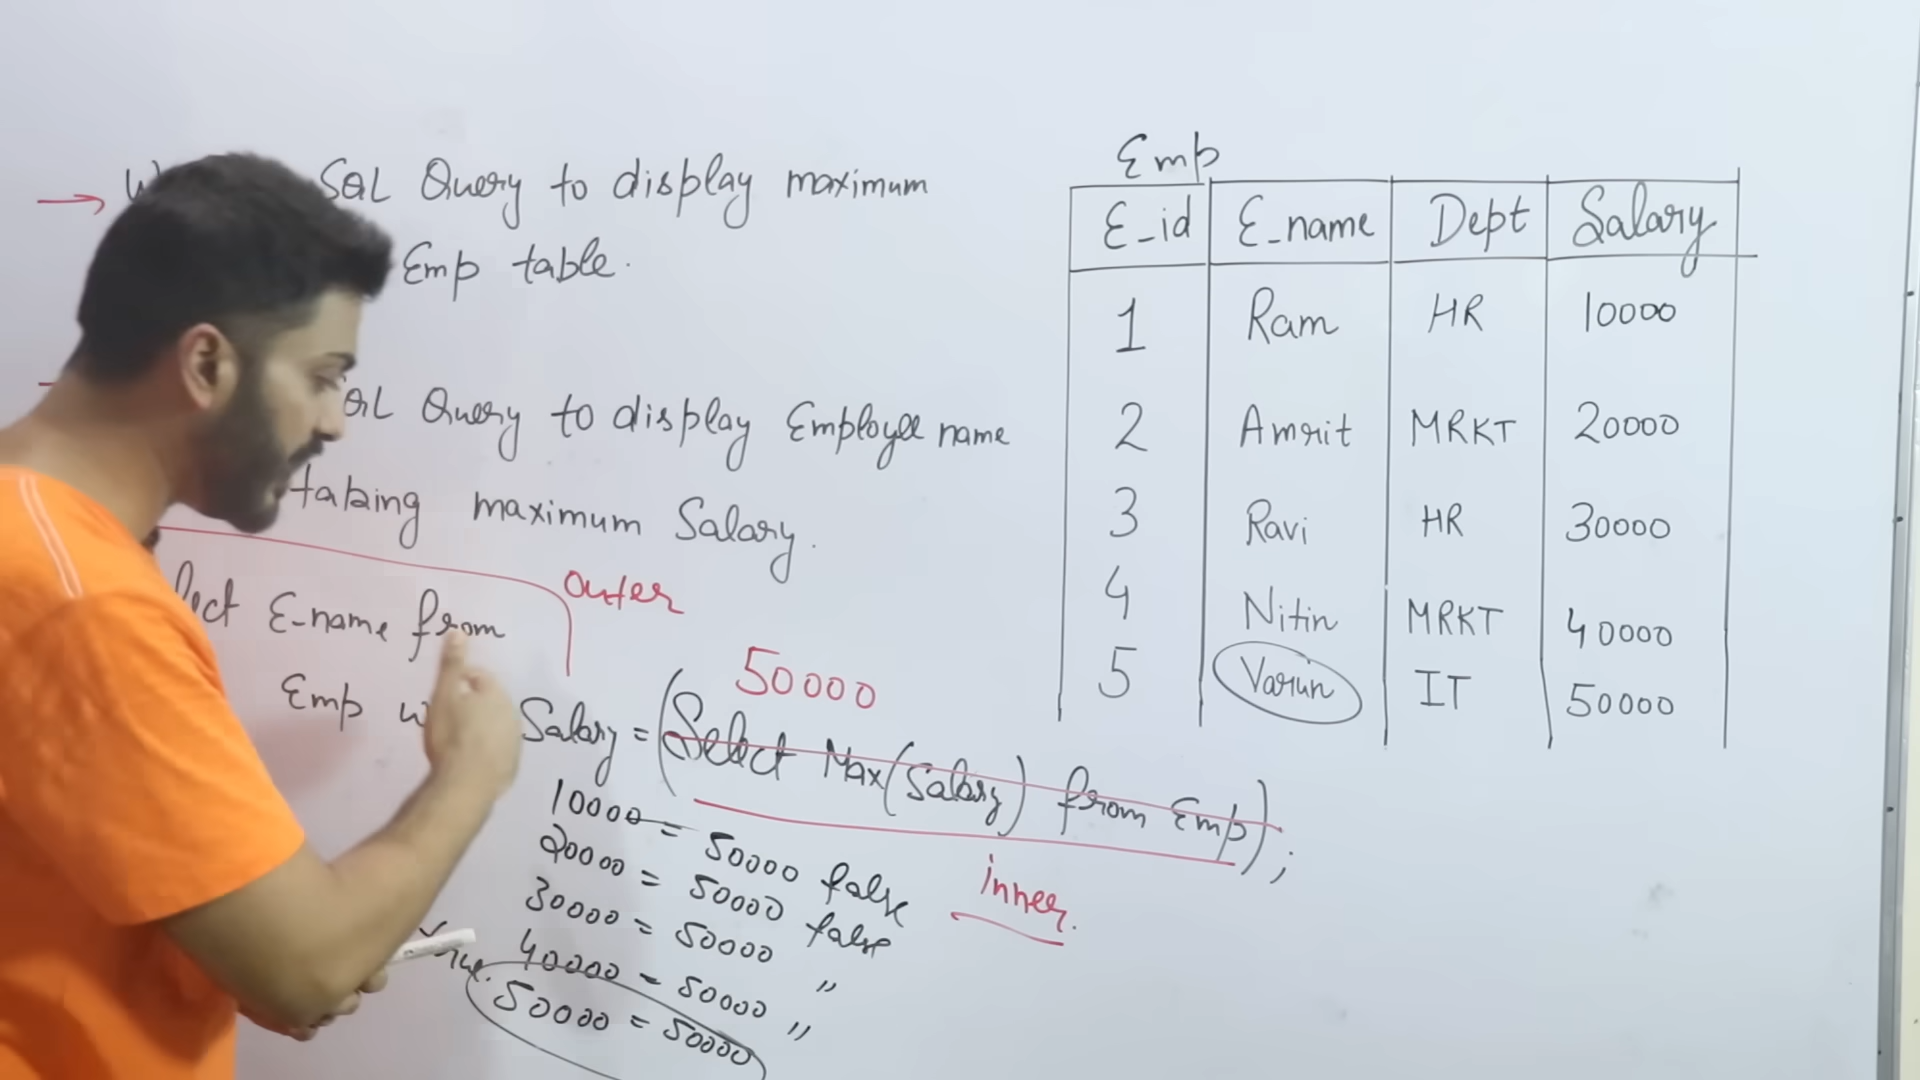 SQL Query to display maximum
Emp table.
QL Query to display Employee name
taking maximum Salary.
outer
lect E-name from
50000
Emp w Salary = (Select Max(Salary) from Emp);
inner.
10000 = 50000 false
20000 = 50000 false
30000 = 50000 "
40000 = 50000 "
50000 = 50000
Emp
E_id E_name Dept Salary
1 Ram HR 10000
2 Amrit MRKT 20000
3 Ravi HR 30000
4 Nitin MRKT 40000
5 Varun IT 50000